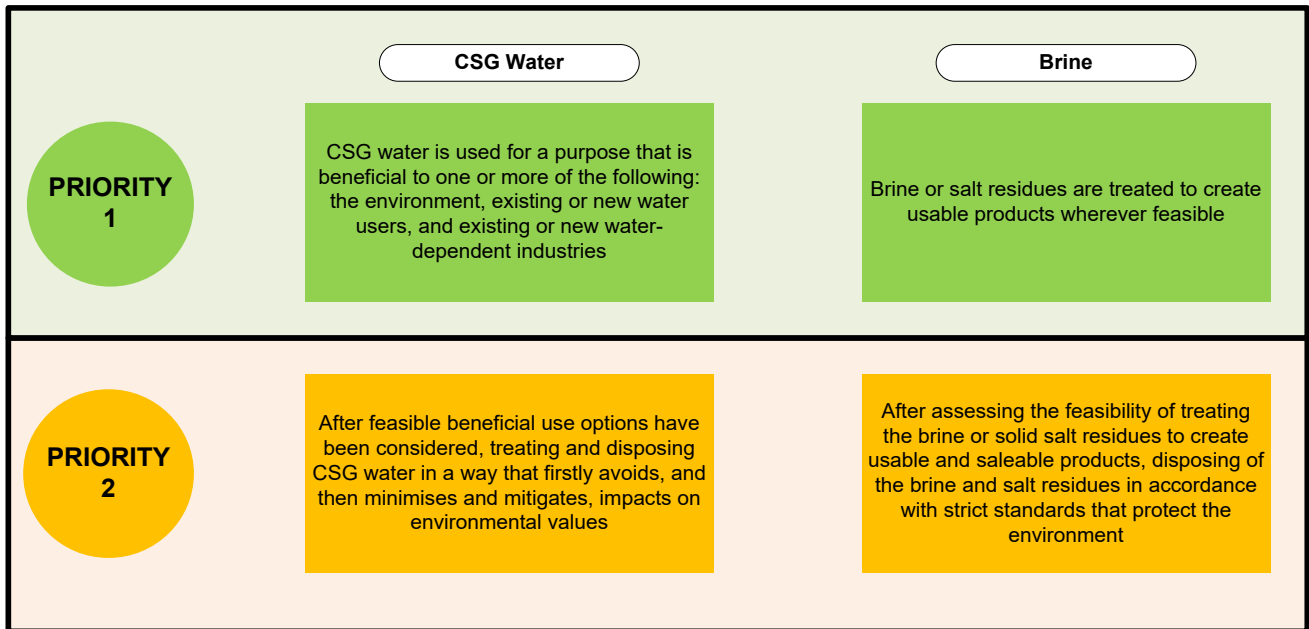 CSG Water
Brine
PRIORITY
1
CSG water is used for a purpose that is
beneficial to one or more of the following:
the environment, existing or new water
users, and existing or new water-
dependent industries
Brine or salt residues are treated to create
usable products wherever feasible
PRIORITY
2
After feasible beneficial use options have
been considered, treating and disposing
CSG water in a way that firstly avoids, and
then minimises and mitigates, impacts on
environmental values
After assessing the feasibility of treating
the brine or solid salt residues to create
usable and saleable products, disposing of
the brine and salt residues in accordance
with strict standards that protect the
environment